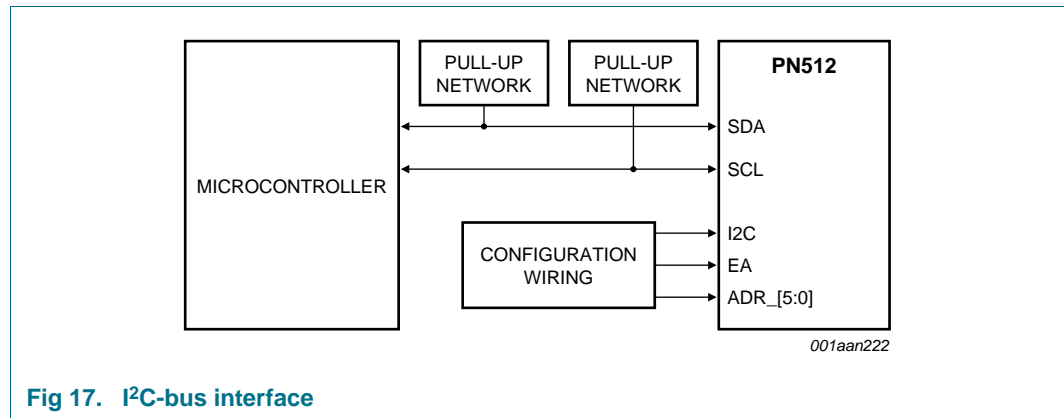 PULL-UP
NETWORK
PULL-UP
NETWORK
PN512
SDA
SCL
MICROCONTROLLER
I2C
CONFIGURATION
WIRING
EA
ADR_[5:0]
001aan222
Fig 17. I²C-bus interface